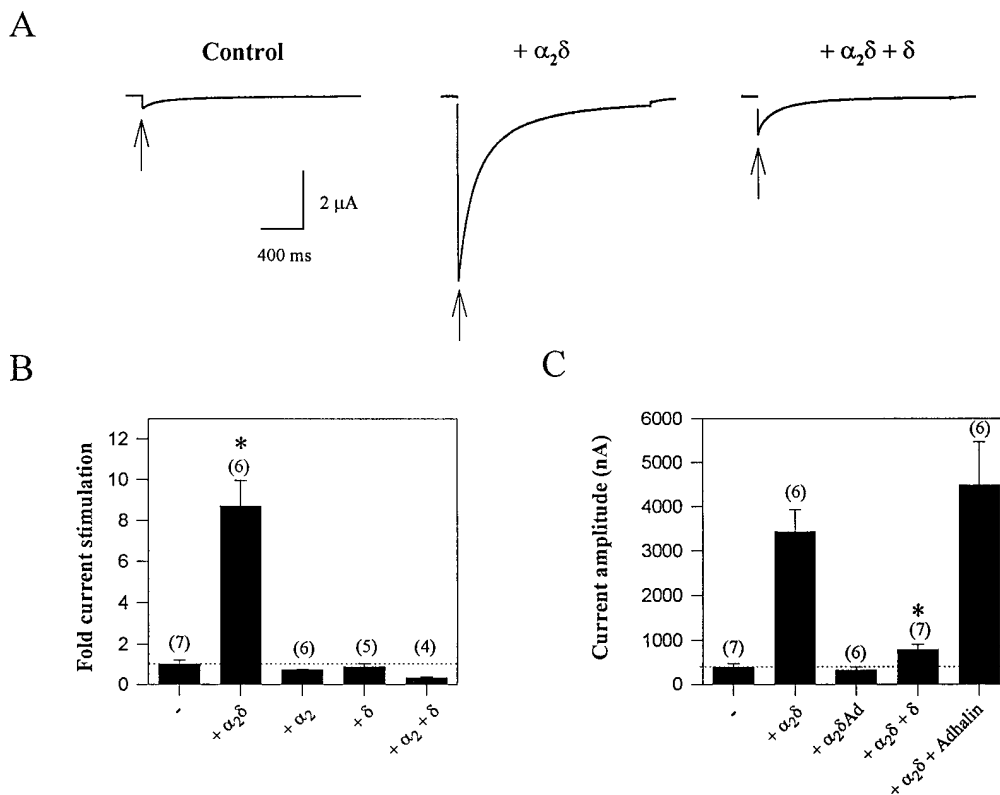 A
Control
+ α₂δ
+ α₂δ + δ
2 μA
400 ms
B
Fold current stimulation
12
10
8
6
4
2
0
(7)
*
(6)
(6)
(5)
(4)
-
+ α₂δ
+ α₂
+ δ
+ α₂ + δ
C
Current amplitude (nA)
6000
5000
4000
3000
2000
1000
0
(7)
(6)
(6)
*
(7)
(6)
-
+ α₂δ
+ α₂δAd
+ α₂δ + δ
+ α₂δ + Adhalin